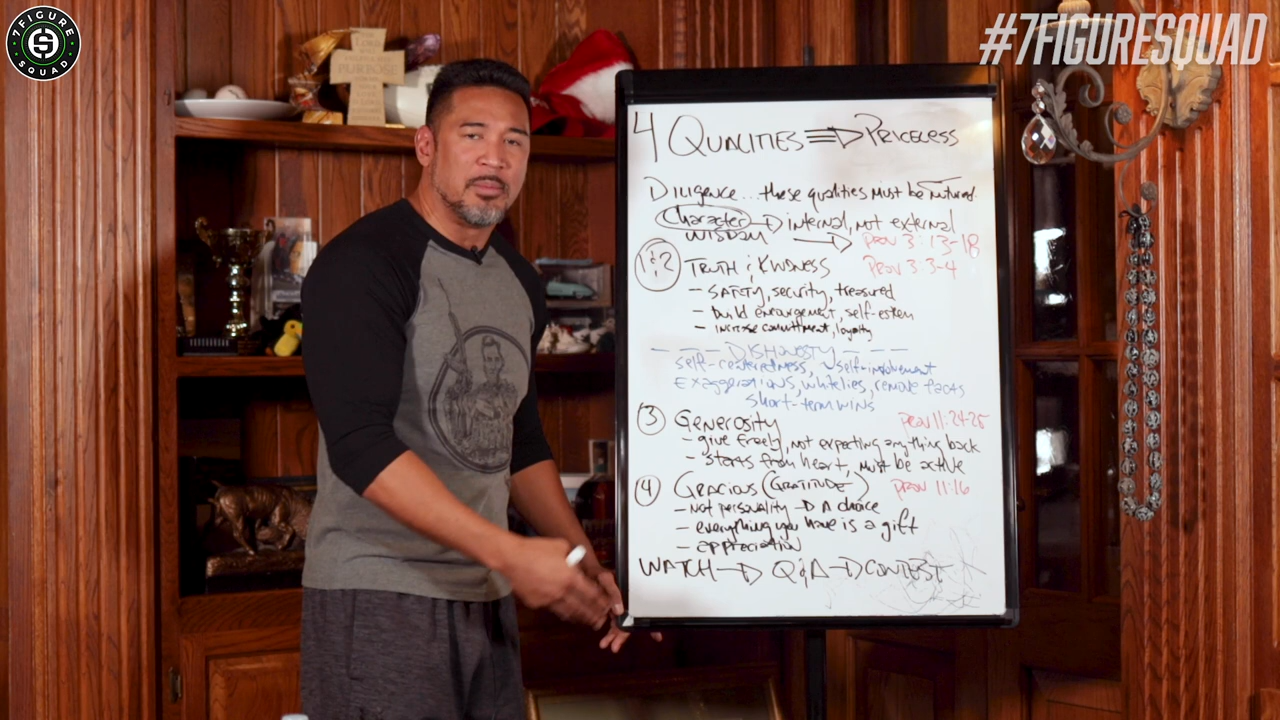 7FIGURE
SQUAD
#7FIGURESQUAD
LORD
PURPOSE
4 QUALITIES => PRICELESS
DILIGENCE... these qualities must be
Character → internal, not external
WISDOM → PROV 3:13-18
1 & 2 TRUTH & KINDNESS PROV 3:3-4
- SAFETY, security, treasured
- build encouragement, self-esteem
- increase commitment, loyalty
- - - DISHONESTY - - -
self-centeredness, self-involvement
Exaggerations, white lies, remove facts
short-term wins
3 GENEROSITY PROV 11:24-25
- give freely, not expecting anything back
- starts from heart, must be active
4 GRACIOUS (GRATITUDE) PROV 11:16
- Not personality → A choice
- everything you have is a gift
- appreciation
WATCH → Q&A → CONTEST